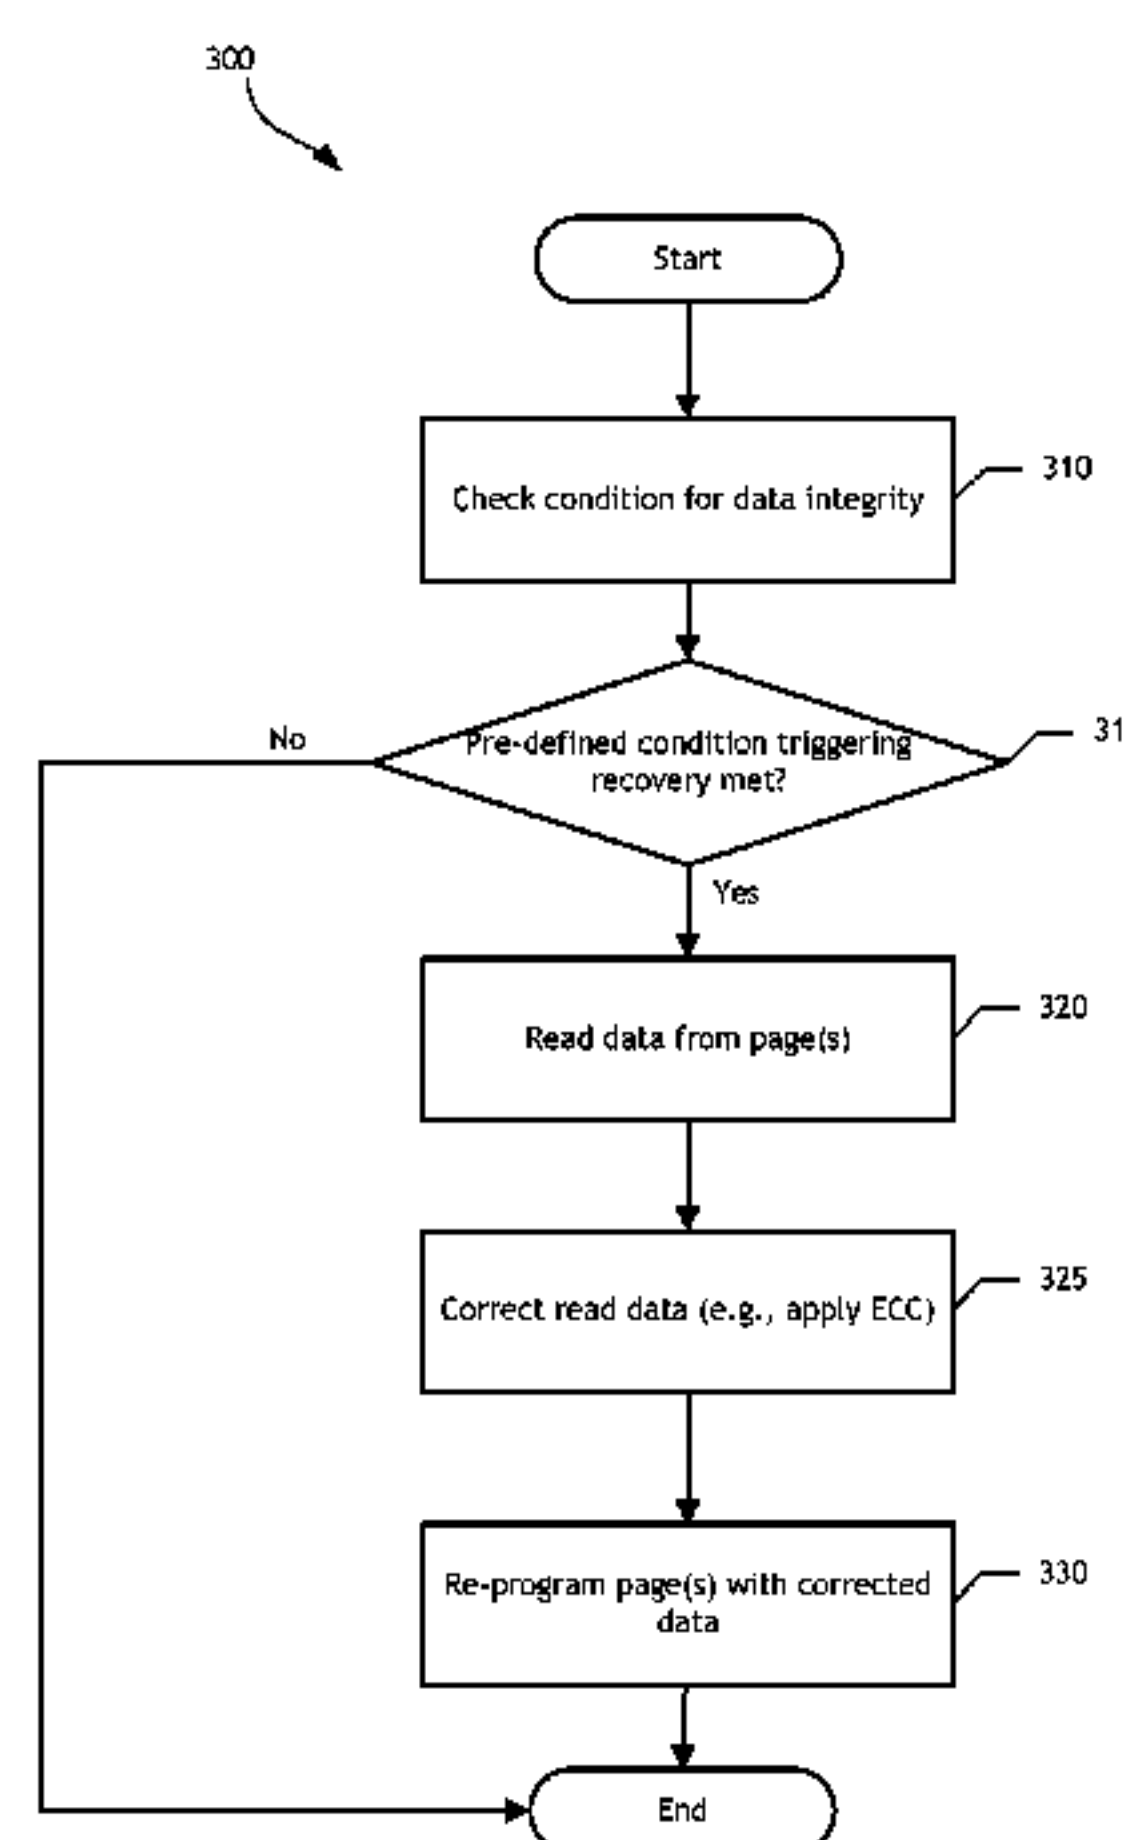 300
Start
Check condition for data integrity
310
Pre-defined condition triggering
recovery met?
31
No
Yes
Read data from page(s)
320
Correct read data (e.g., apply ECC)
325
Re-program page(s) with corrected
data
330
End